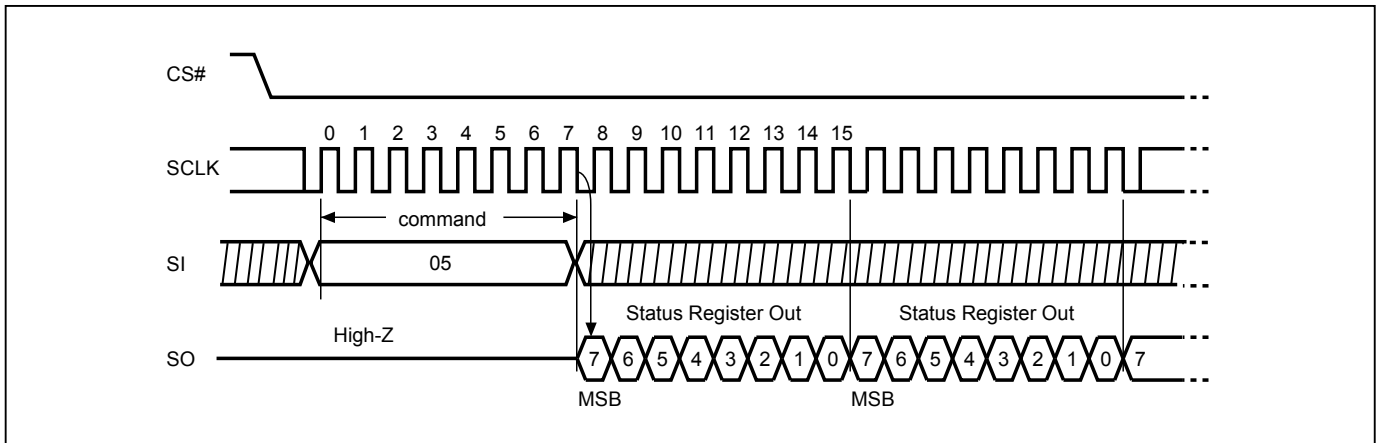 CS#
0 1 2 3 4 5 6 7 8 9 10 11 12 13 14 15
SCLK
command
SI
05
Status Register Out Status Register Out
High-Z
SO
7 6 5 4 3 2 1 0 7 6 5 4 3 2 1 0 7
MSB MSB